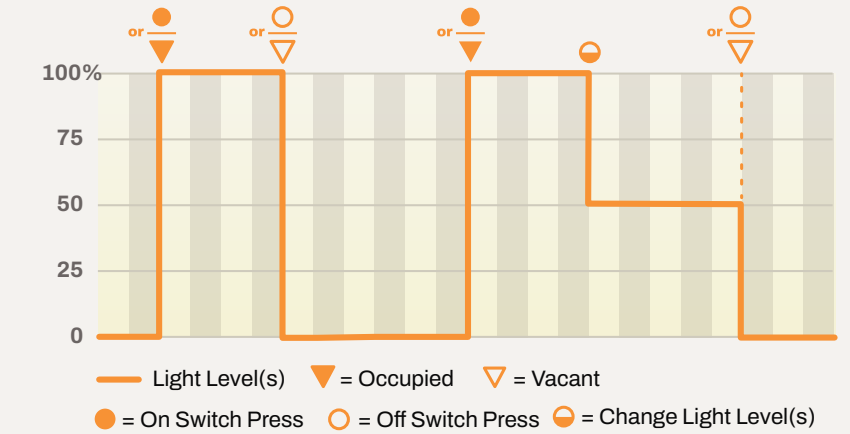 or or or or
100%
75
50
25
0
Light Level(s) = Occupied = Vacant
= On Switch Press = Off Switch Press = Change Light Level(s)